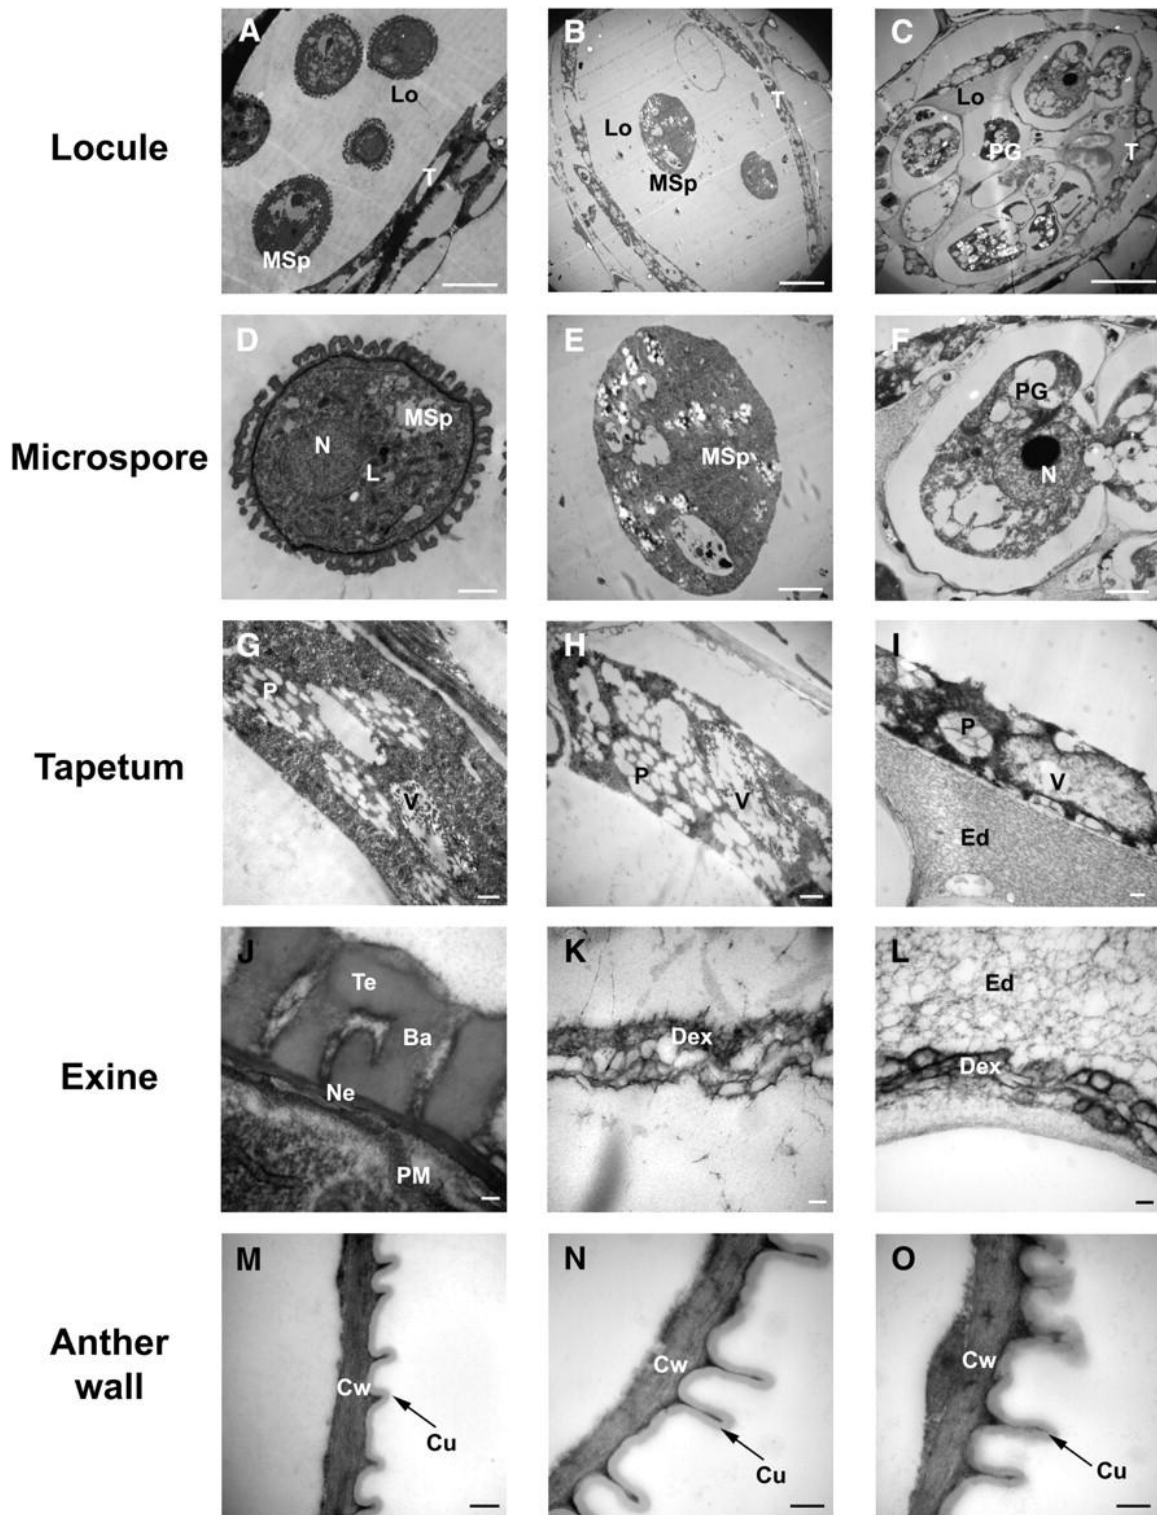 Locule
A
Lo
T
MSp
B
Lo
T
MSp
C
Lo
PG
T
Microspore
D
MSp
N
L
E
MSp
F
PG
N
Tapetum
G
P
V
H
P
V
I
P
V
Ed
Exine
J
Te
Ba
Ne
PM
K
Dex
L
Ed
Dex
Anther
wall
M
Cw
Cu
N
Cw
Cu
O
Cw
Cu